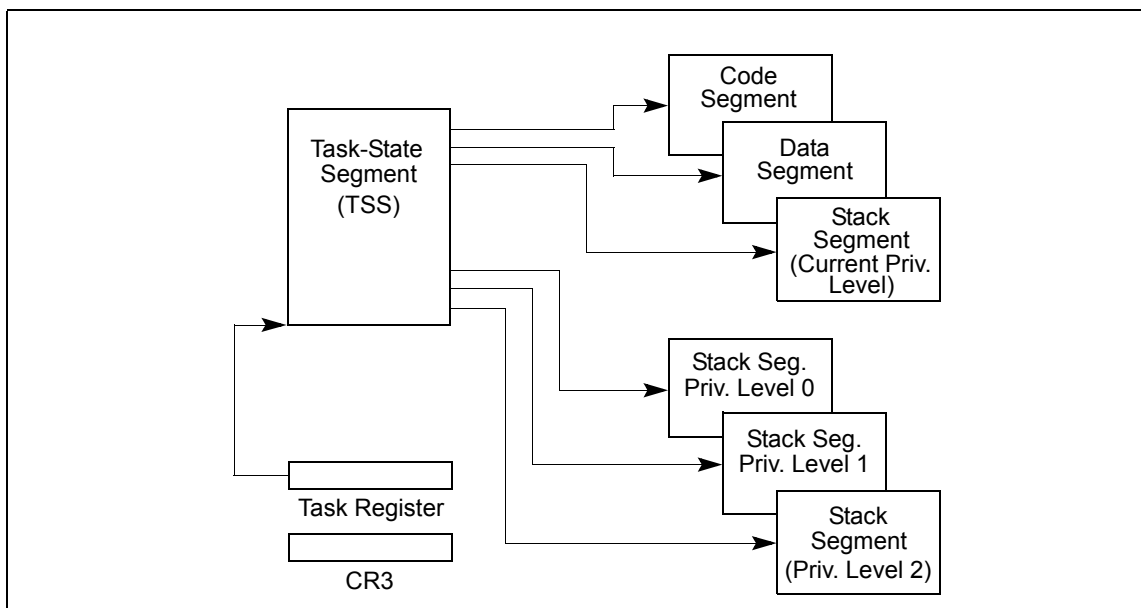 Code
Segment
Task-State
Segment
(TSS)
Data
Segment
Stack
Segment
(Current Priv.
Level)
Stack Seg.
Priv. Level 0
Stack Seg.
Priv. Level 1
Task Register
Stack
Segment
(Priv. Level 2)
CR3